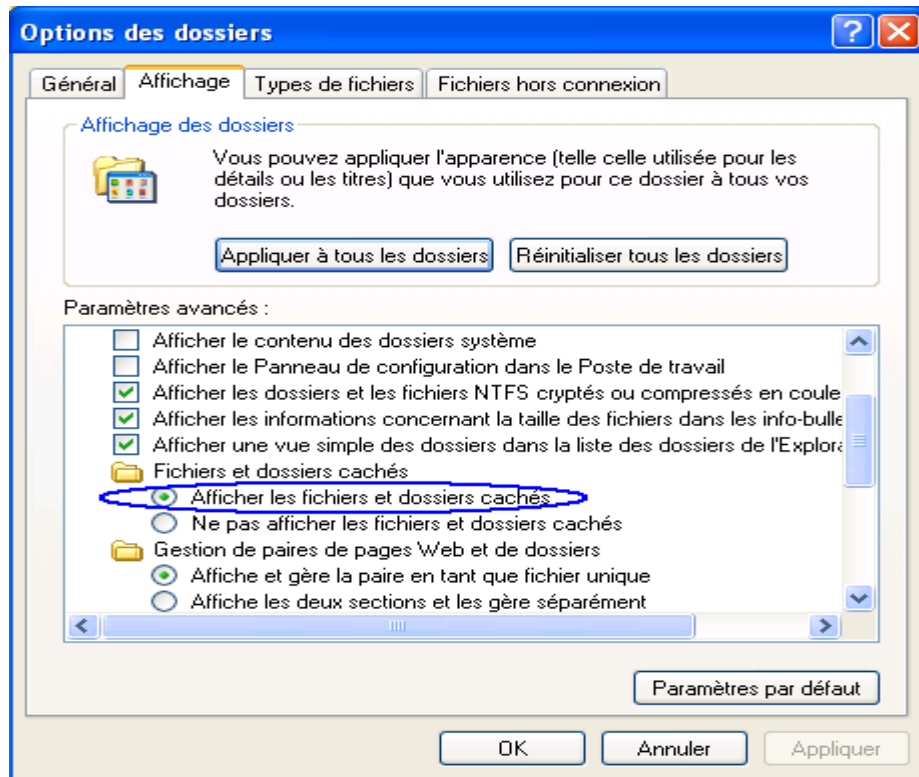 Options des dossiers
Général Affichage Types de fichiers Fichiers hors connexion
Affichage des dossiers
Vous pouvez appliquer l'apparence (telle celle utilisée pour les
détails ou les titres) que vous utilisez pour ce dossier à tous vos
dossiers.
Appliquer à tous les dossiers Réinitialiser tous les dossiers
Paramètres avancés :
Afficher le contenu des dossiers système
Afficher le Panneau de configuration dans le Poste de travail
Afficher les dossiers et les fichiers NTFS cryptés ou compressés en coule
Afficher les informations concernant la taille des fichiers dans les info-bulle
Afficher une vue simple des dossiers dans la liste des dossiers de l'Explora
Fichiers et dossiers cachés
Afficher les fichiers et dossiers cachés
Ne pas afficher les fichiers et dossiers cachés
Gestion de paires de pages Web et de dossiers
Affiche et gère la paire en tant que fichier unique
Affiche les deux sections et les gère séparément
Paramètres par défaut
OK Annuler Appliquer